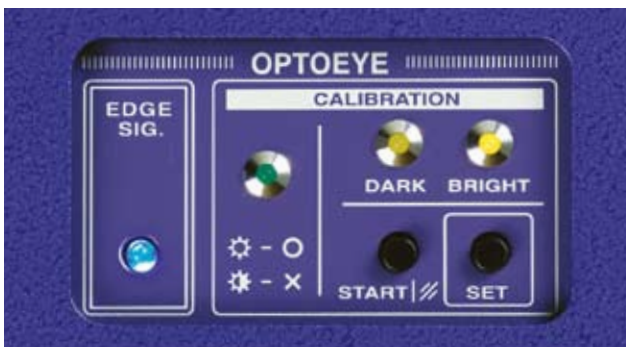 OPTOEYE
EDGE
SIG.
CALIBRATION
DARK BRIGHT
- O
- X
START SET